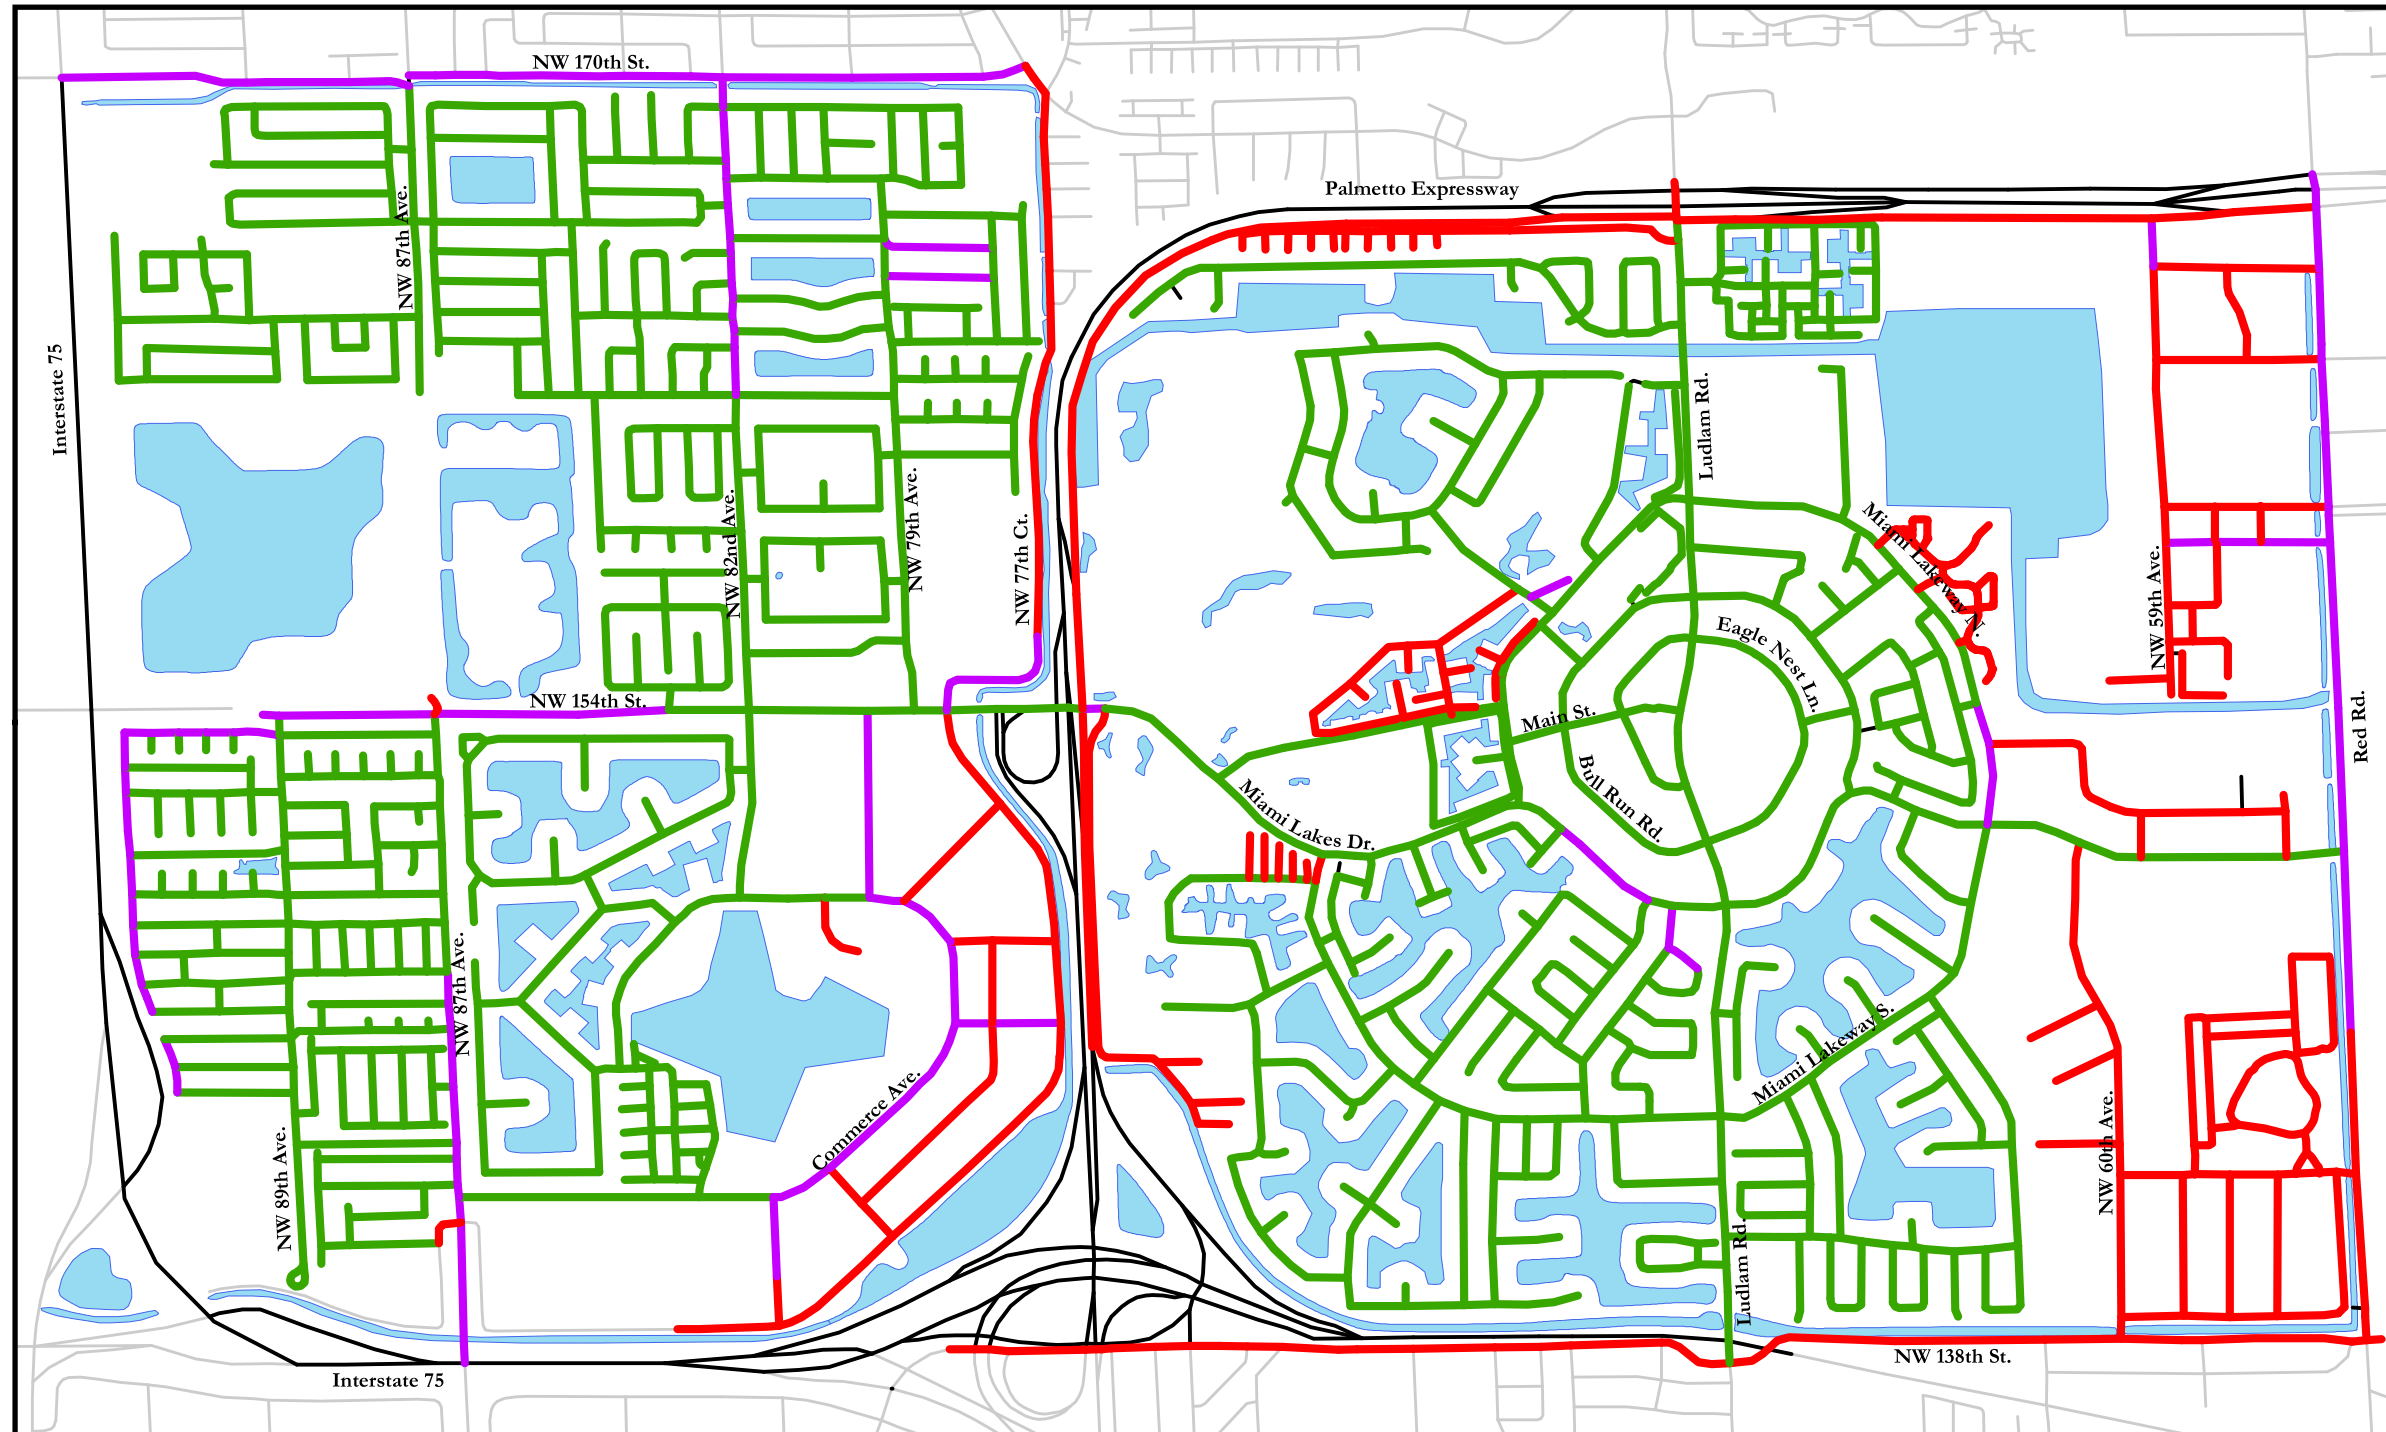 NW 170th St.
Palmetto Expressway
NW 87th Ave.
Interstate 75
Ludlam Rd.
NW 82nd Ave.
NW 79th Ave.
NW 77th Ct.
Miami Lakeway N.
NW 59th Ave.
Eagle Nest Ln.
NW 154th St.
Main St.
Red Rd.
Bull Run Rd.
Miami Lakes Dr.
NW 87th Ave.
Miami Lakeway S.
Commerce Ave.
NW 89th Ave.
NW 60th Ave.
Ludlam Rd.
NW 138th St.
Interstate 75